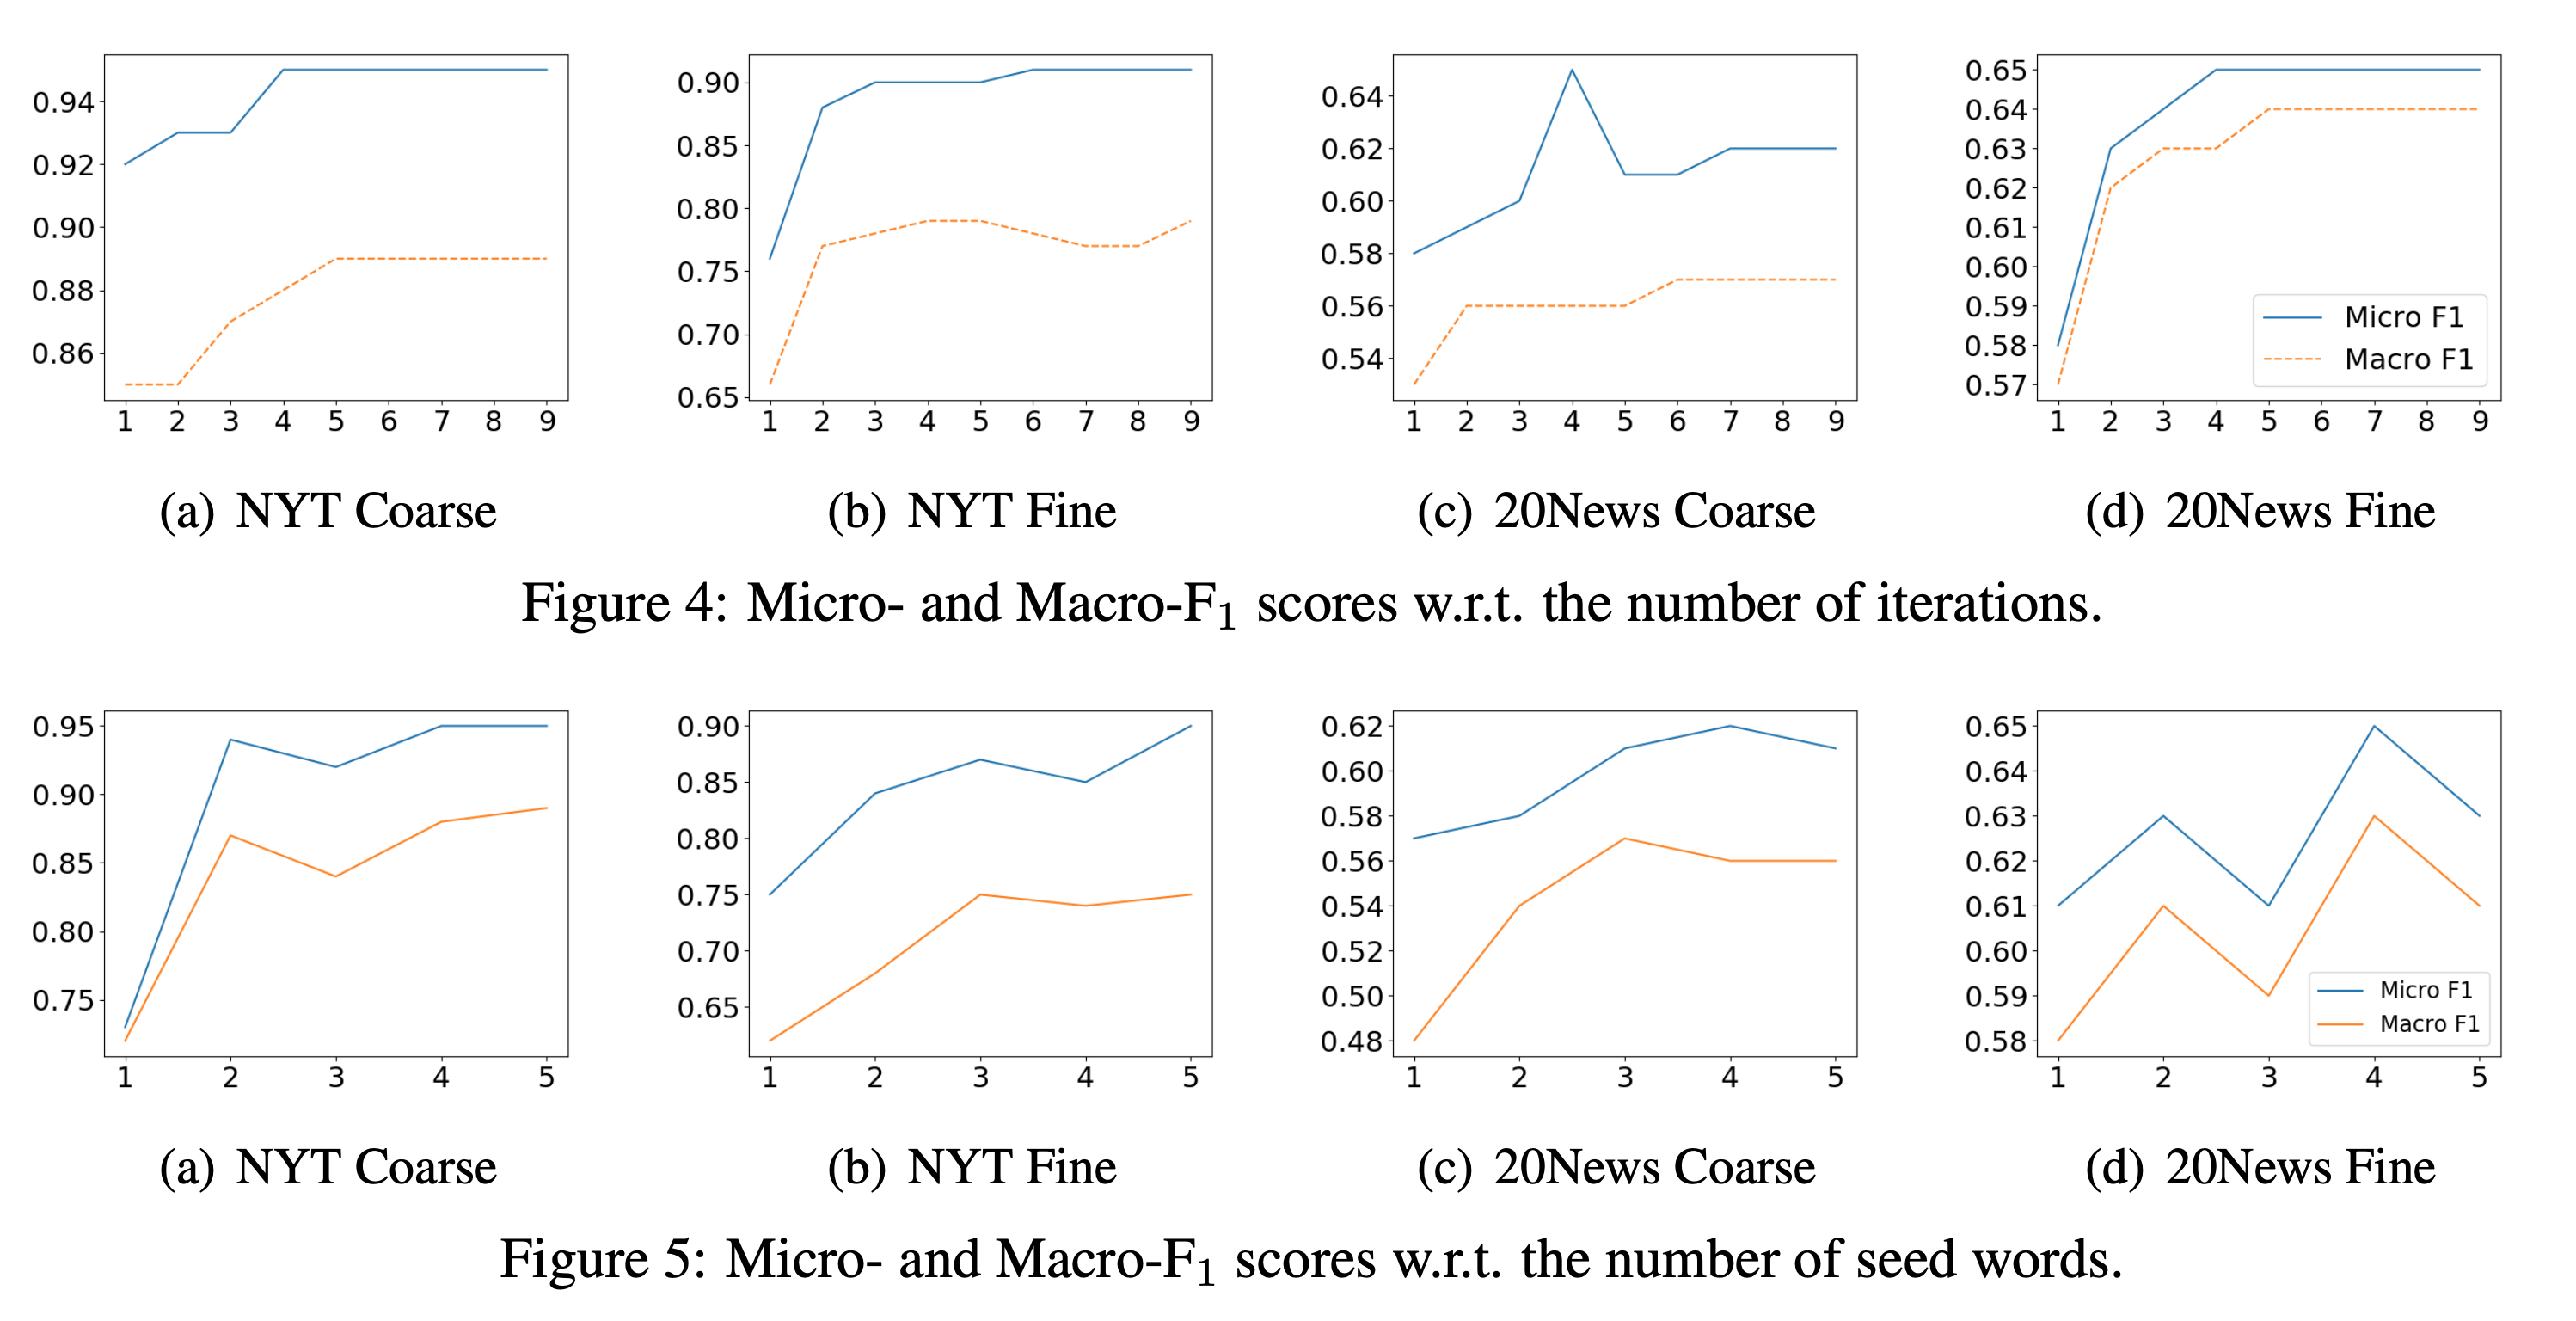 0.94
0.92
0.90
0.88
0.86
1 2 3 4 5 6 7 8 9
(a) NYT Coarse
0.90
0.85
0.80
0.75
0.70
0.65
1 2 3 4 5 6 7 8 9
(b) NYT Fine
0.64
0.62
0.60
0.58
0.56
0.54
1 2 3 4 5 6 7 8 9
(c) 20News Coarse
0.65
0.64
0.63
0.62
0.61
0.60
0.59
0.58
0.57
Micro F1
Macro F1
1 2 3 4 5 6 7 8 9
(d) 20News Fine
Figure 4: Micro- and Macro-F₁ scores w.r.t. the number of iterations.
0.95
0.90
0.85
0.80
0.75
1 2 3 4 5
(a) NYT Coarse
0.90
0.85
0.80
0.75
0.70
0.65
1 2 3 4 5
(b) NYT Fine
0.62
0.60
0.58
0.56
0.54
0.52
0.50
0.48
1 2 3 4 5
(c) 20News Coarse
0.65
0.64
0.63
0.62
0.61
0.60
0.59
0.58
Micro F1
Macro F1
1 2 3 4 5
(d) 20News Fine
Figure 5: Micro- and Macro-F₁ scores w.r.t. the number of seed words.